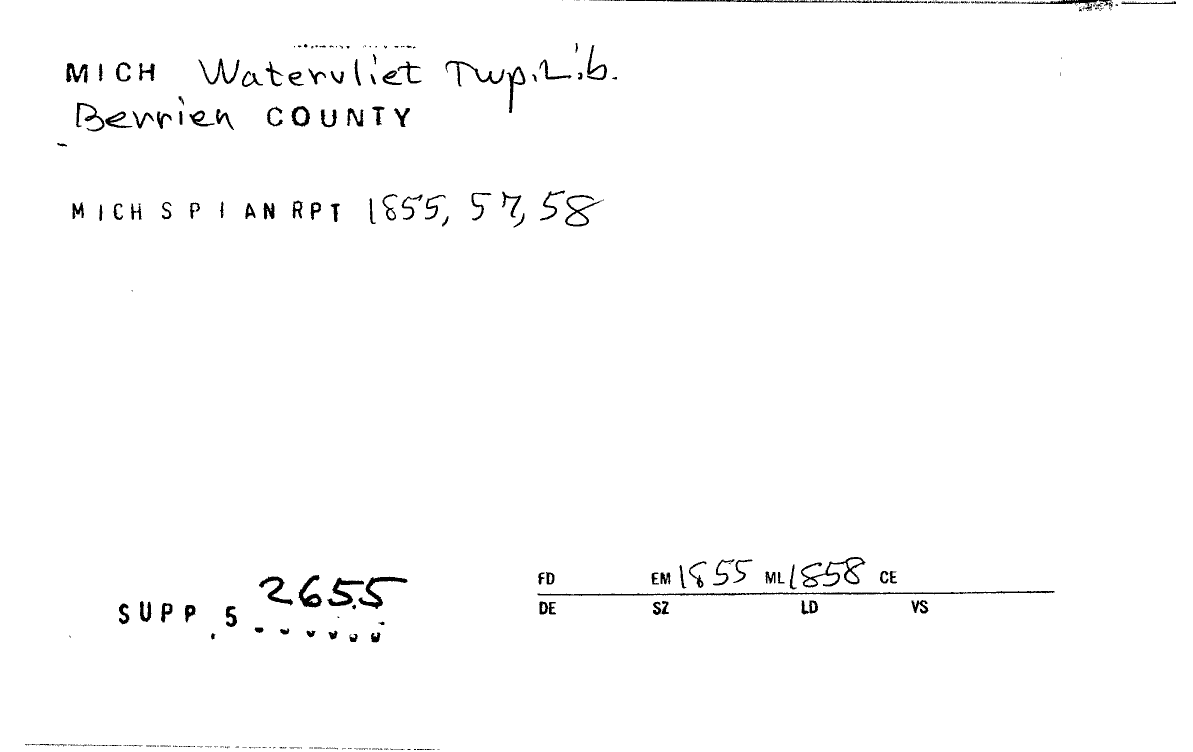 MICH Watervliet Twp. Lib.
Berrien COUNTY
MICH S P I AN RPT 1855, 57, 58
2655
SUPP 5
FD EM 1855 ML 1858 CE
DE SZ LD VS